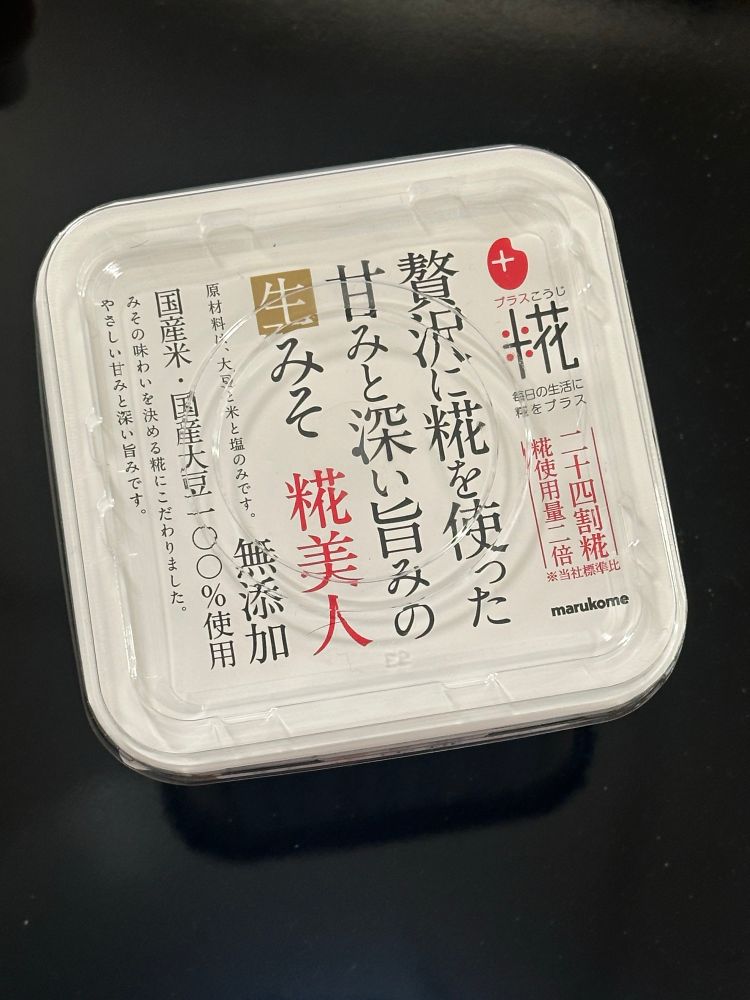 プラスこうじ
糀
毎日の生活に
糀をプラス
二十四割糀
糀使用量二倍
※当社標準比
marukome
贅沢に糀を使った
甘みと深い旨みの
生みそ 糀美人
無添加
原材料は、大豆と米と塩のみです。
国産米・国産大豆一〇〇%使用
みその味わいを決める糀にこだわりました。
やさしい甘みと深い旨みです。